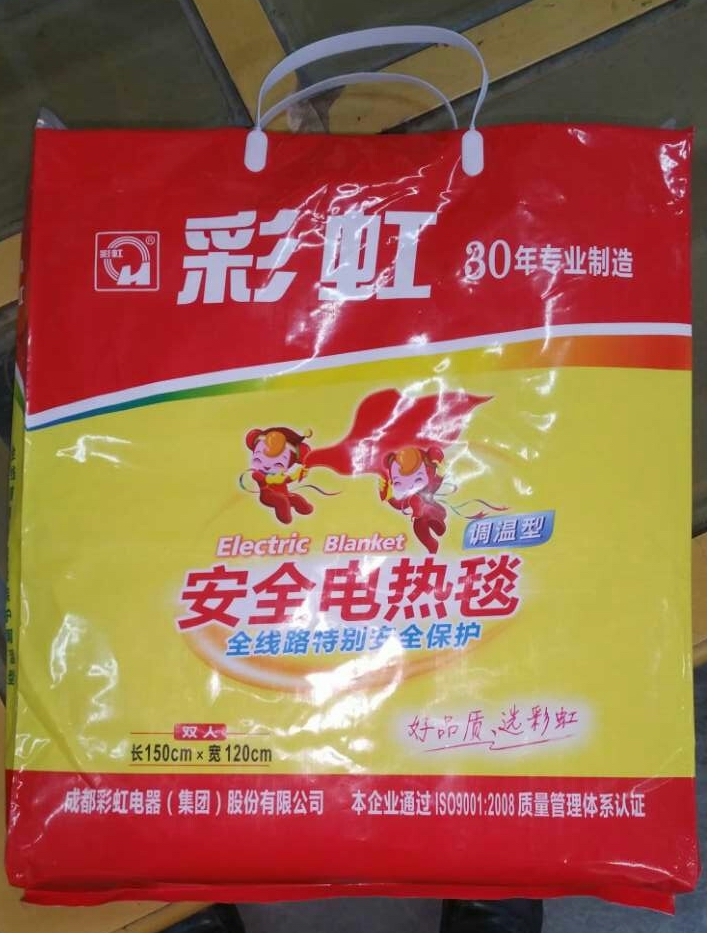 彩虹
彩虹 ®
30年专业制造
Electric Blanket
调温型
安全电热毯
全线路特别安全保护
双人
长150cm×宽120cm
好品质、选彩虹
成都彩虹电器(集团)股份有限公司 本企业通过ISO9001:2008质量管理体系认证